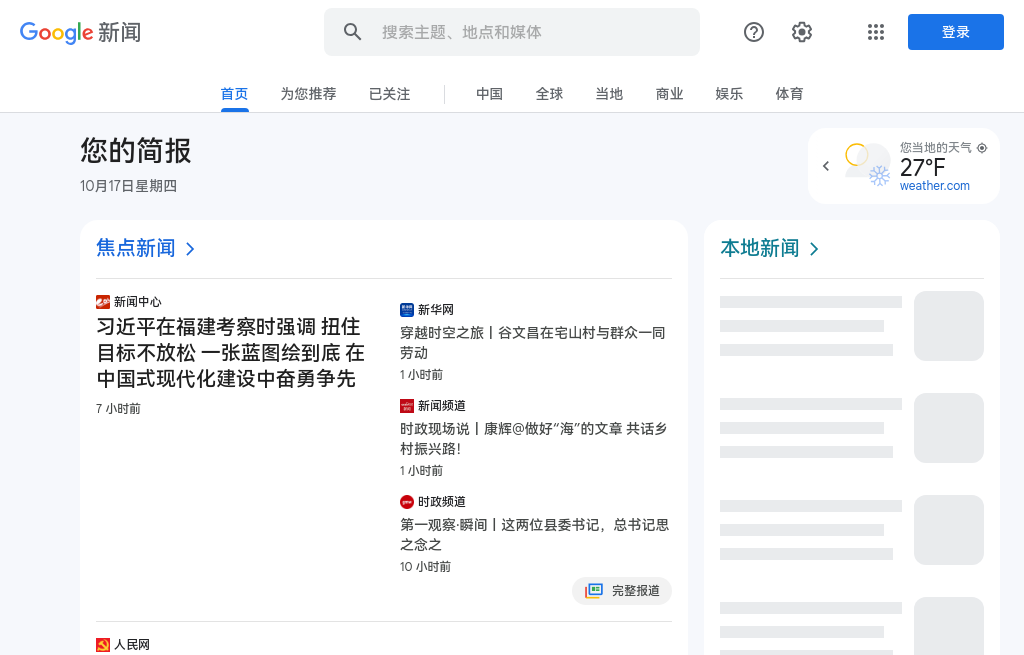 Google 新闻
搜索主题、地点和媒体
登录
首页
为您推荐
已关注
中国
全球
当地
商业
娱乐
体育
您的简报
10月17日星期四
您当地的天气
27°F
weather.com
焦点新闻
新闻中心
习近平在福建考察时强调 扭住
目标不放松 一张蓝图绘到底 在
中国式现代化建设中奋勇争先
7 小时前
新华网
穿越时空之旅丨谷文昌在宅山村与群众一同
劳动
1 小时前
新闻频道
时政现场说丨康辉@做好“海”的文章 共话乡
村振兴路！
1 小时前
时政频道
第一观察·瞬间丨这两位县委书记，总书记思
之念之
10 小时前
完整报道
人民网
本地新闻